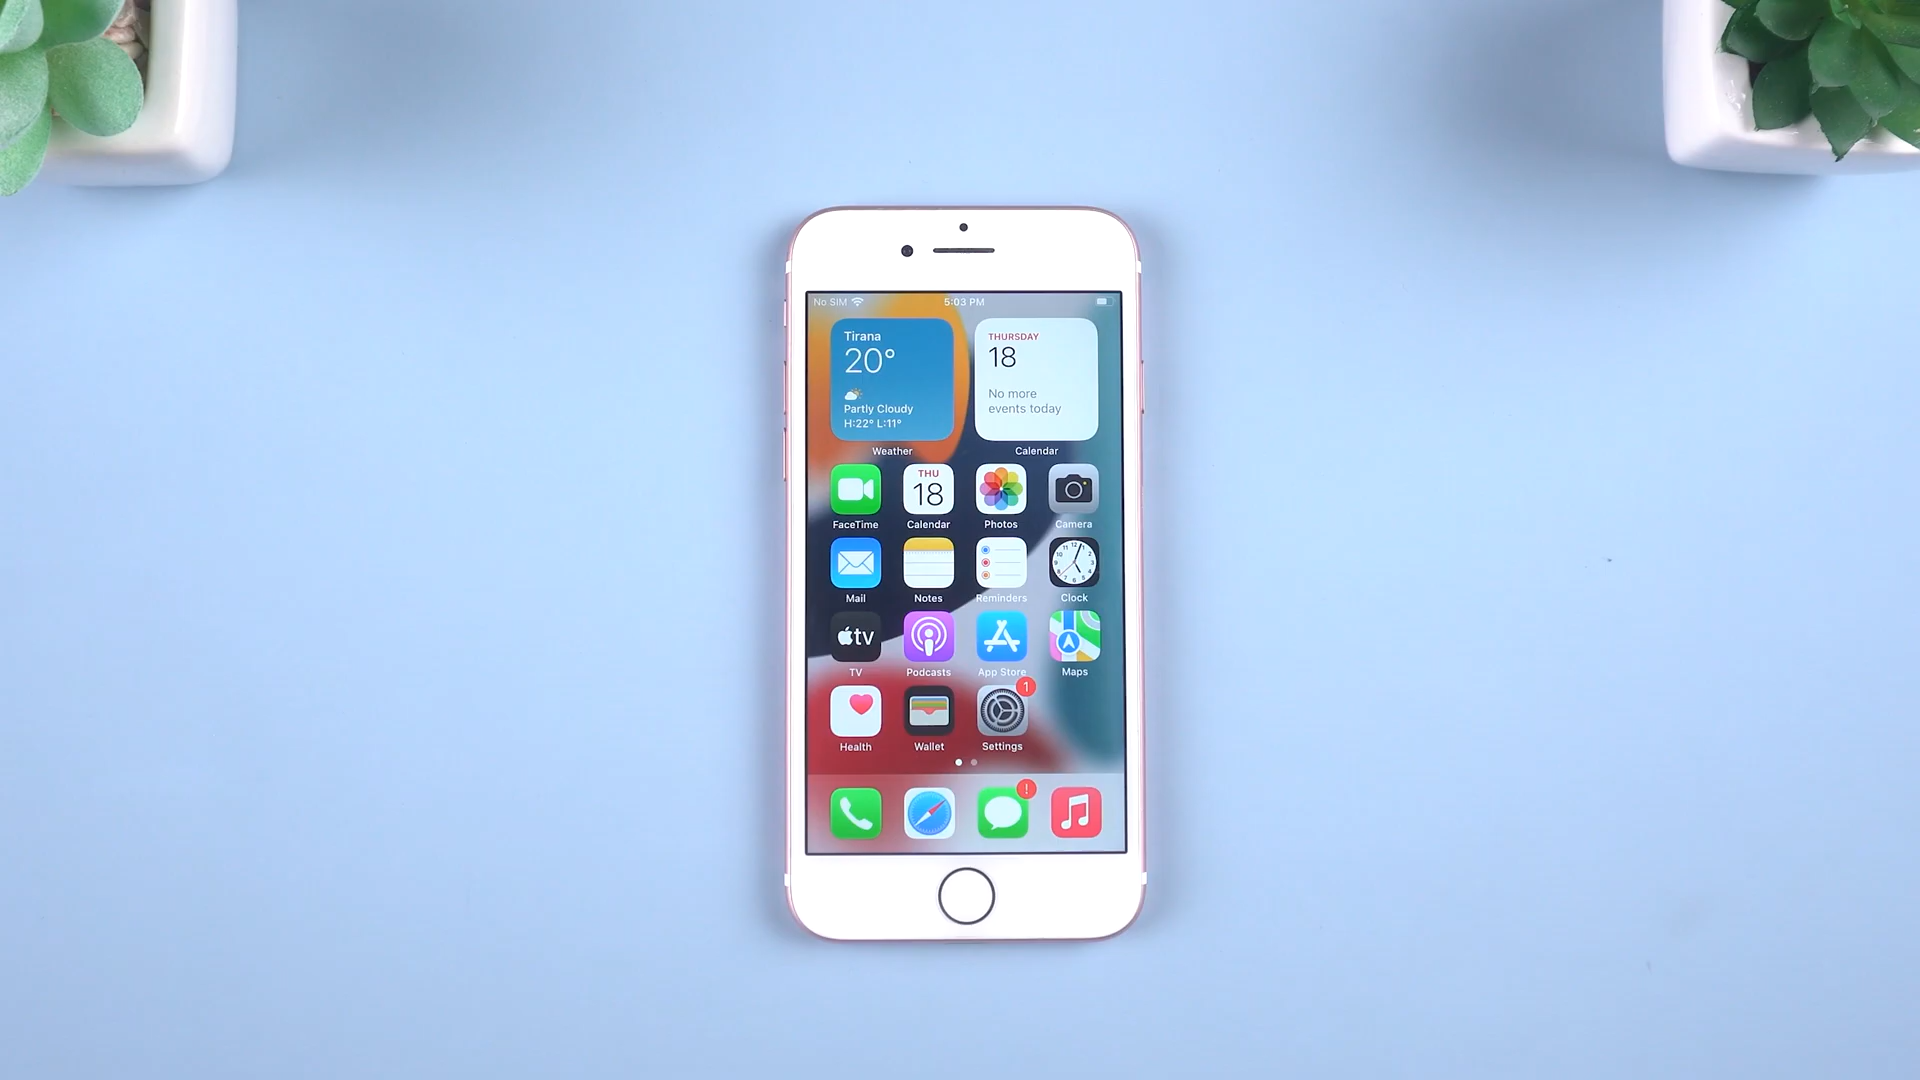 No SIM 5:03 PM
Tirana
20°
Partly Cloudy
H:22° L:11°
Weather
THURSDAY
18
No more
events today
Calendar
THU
18
FaceTime Calendar Photos Camera
Mail Notes Reminders Clock
tv
TV Podcasts App Store Maps
1
Health Wallet Settings
!